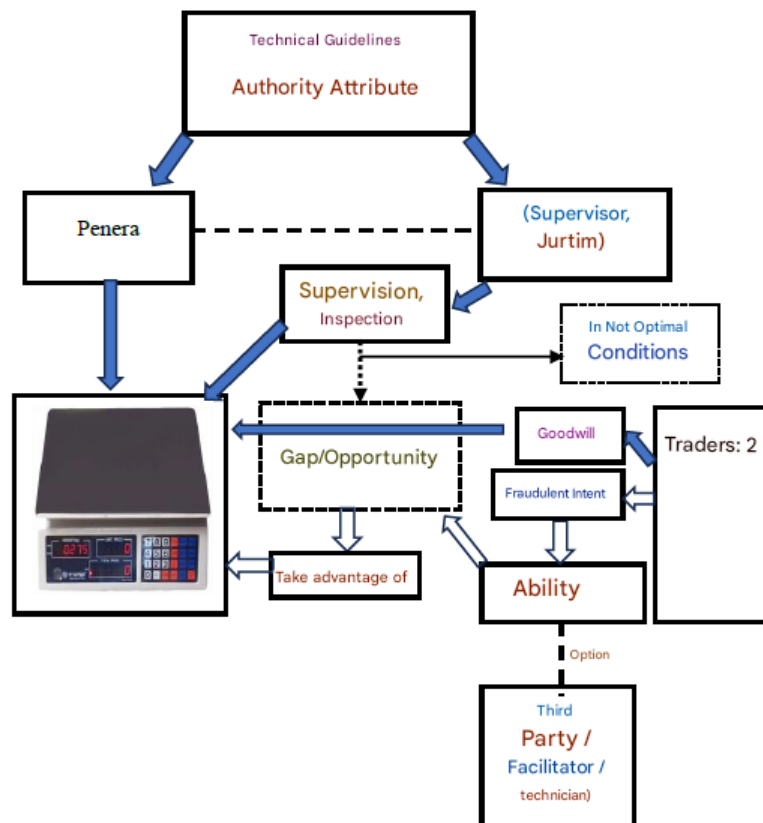 Technical Guidelines
Authority Attribute
Penera
(Supervisor,
Jurtim)
Supervision,
Inspection
In Not Optimal
Conditions
Gap/Opportunity
Goodwill
Traders: 2
Fraudulent Intent
Take advantage of
Ability
Option
Third
Party /
Facilitator /
technician)